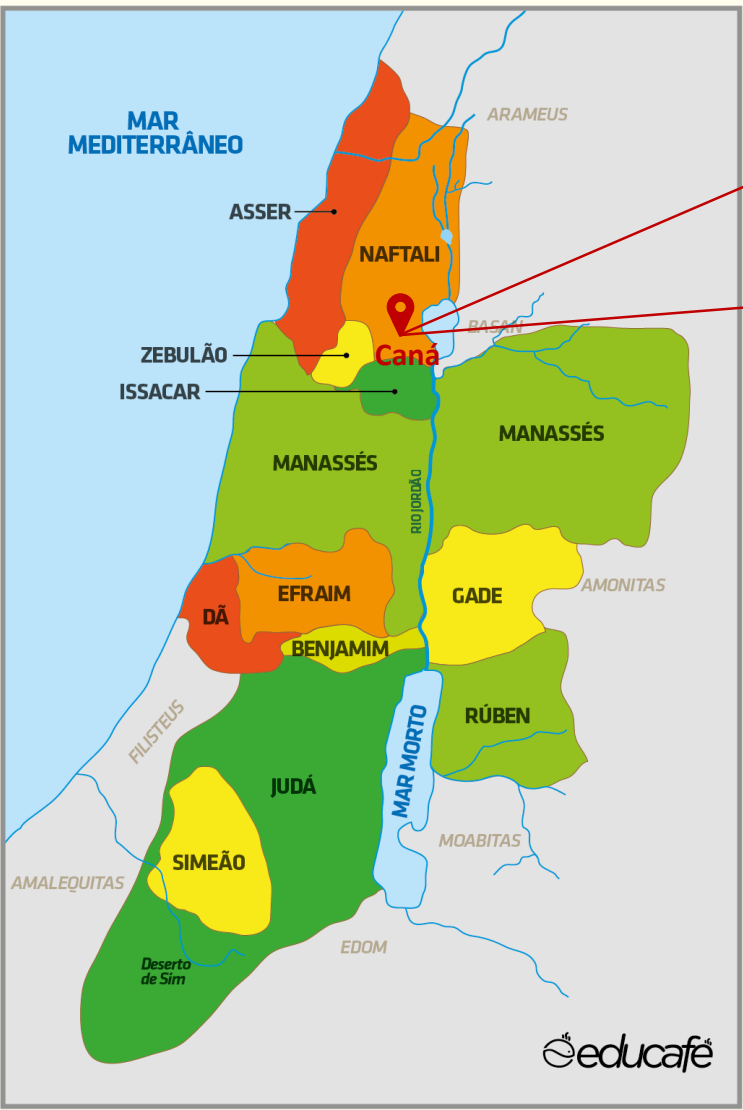 MAR
MEDITERRÂNEO
ARAMEUS
ASSER
NAFTALI
BASAN
ZEBULÃO
Caná
ISSACAR
MANASSÉS
MANASSÉS
RIO JORDÃO
AMONITAS
EFRAIM
GADE
DÃ
BENJAMIM
FILISTEUS
RÚBEN
MAR MORTO
JUDÁ
MOABITAS
SIMEÃO
AMALEQUITAS
EDOM
Deserto
de Sim
educafé